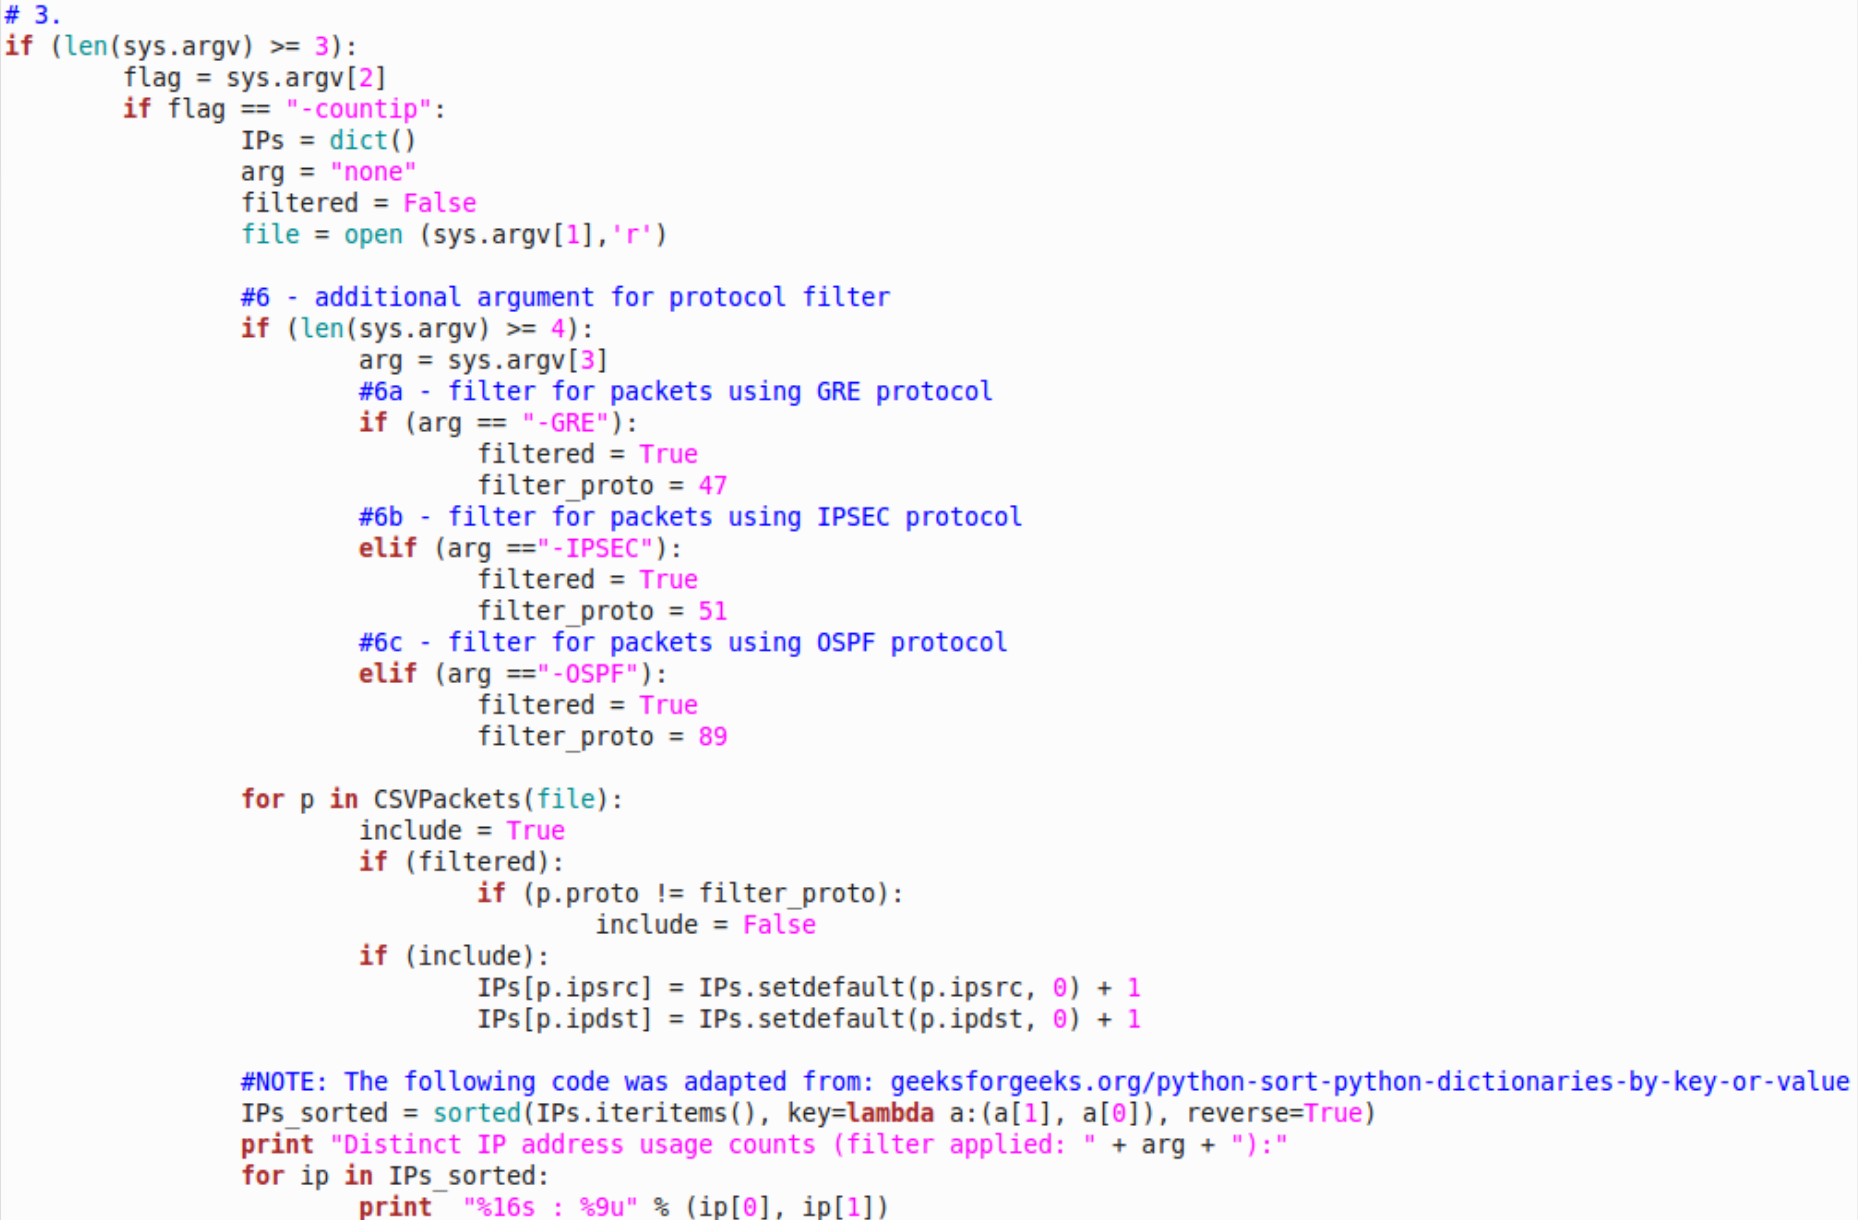 # 3.
if (len(sys.argv) >= 3):
        flag = sys.argv[2]
        if flag == "-countip":
                IPs = dict()
                arg = "none"
                filtered = False
                file = open (sys.argv[1],'r')

                #6 - additional argument for protocol filter
                if (len(sys.argv) >= 4):
                        arg = sys.argv[3]
                        #6a - filter for packets using GRE protocol
                        if (arg == "-GRE"):
                                filtered = True
                                filter_proto = 47
                        #6b - filter for packets using IPSEC protocol
                        elif (arg =="-IPSEC"):
                                filtered = True
                                filter_proto = 51
                        #6c - filter for packets using OSPF protocol
                        elif (arg =="-OSPF"):
                                filtered = True
                                filter_proto = 89

                for p in CSVPackets(file):
                        include = True
                        if (filtered):
                                if (p.proto != filter_proto):
                                        include = False
                        if (include):
                                IPs[p.ipsrc] = IPs.setdefault(p.ipsrc, 0) + 1
                                IPs[p.ipdst] = IPs.setdefault(p.ipdst, 0) + 1

                #NOTE: The following code was adapted from: geeksforgeeks.org/python-sort-python-dictionaries-by-key-or-value
                IPs_sorted = sorted(IPs.iteritems(), key=lambda a:(a[1], a[0]), reverse=True)
                print "Distinct IP address usage counts (filter applied: " + arg + "):"
                for ip in IPs_sorted:
                        print  "%16s : %9u" % (ip[0], ip[1])